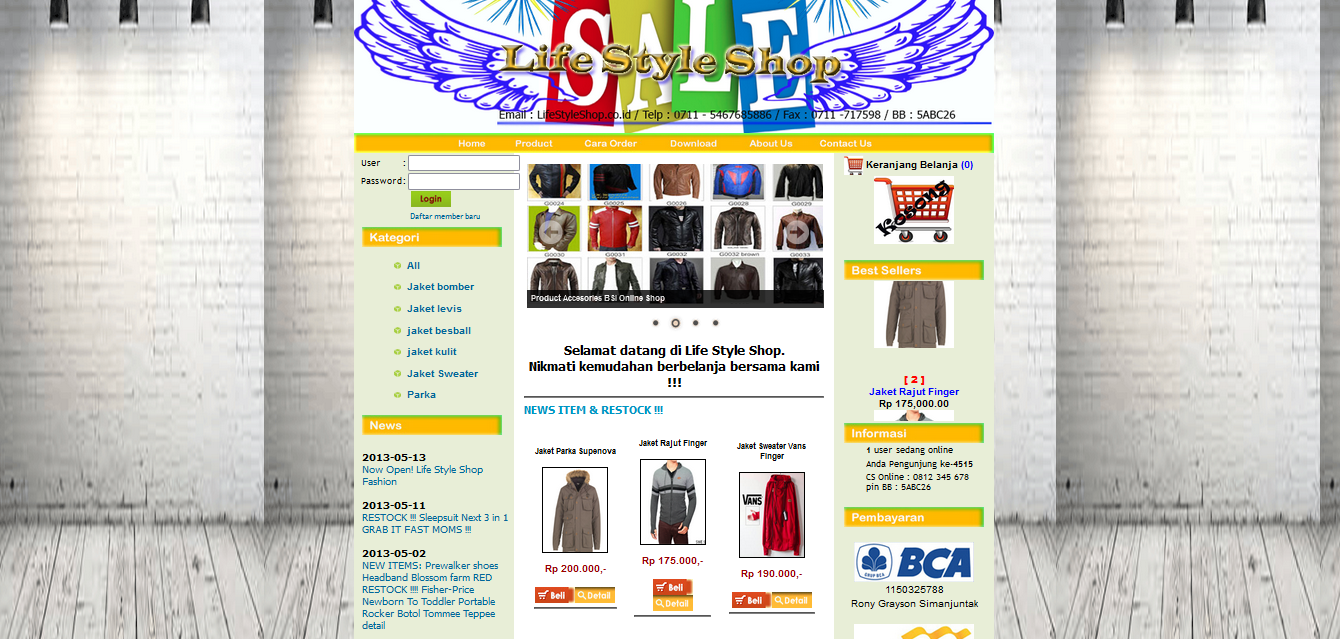 SALE
Life Style Shop
Email : LifeStyleShop.co.id / Telp : 0711 - 5467685886 / Fax : 0711 -717598 / BB : 5ABC26
Home Product Cara Order Download About Us Contact Us
User :
Password:
Login
Daftar member baru
Kategori
All
Jaket bomber
Jaket levis
jaket besball
jaket kulit
Jaket Sweater
Parka
News
2013-05-13
Now Open! Life Style Shop
Fashion
2013-05-11
RESTOCK !!! Sleepsuit Next 3 in 1
GRAB IT FAST MOMS !!!
2013-05-02
NEW ITEMS: Prewalker shoes
Headband Blossom farm RED
RESTOCK !!!! Fisher-Price
Newborn To Toddler Portable
Rocker Botol Tommee Teppee
detail
G0024 G0025 G0026 G0028 G0029
G0030 G0031 G0032 G0032 brown G0033
Product Accesories BSI Online Shop
Selamat datang di Life Style Shop.
Nikmati kemudahan berbelanja bersama kami
!!!
NEWS ITEM & RESTOCK !!!
Jaket Parka Supenova
Rp 200.000,-
Beli Detail
Jaket Rajut Finger
Rp 175.000,-
Beli
Detail
Jaket Sweater Vans
Finger
VANS
Rp 190.000,-
Beli Detail
Keranjang Belanja (0)
Kosong
Best Sellers
[ 2 ]
Jaket Rajut Finger
Rp 175,000.00
Informasi
1 user sedang online
Anda Pengunjung ke-4515
CS Online : 0812 345 678
pin BB : 5ABC26
Pembayaran
BCA
1150325788
Rony Grayson Simanjuntak